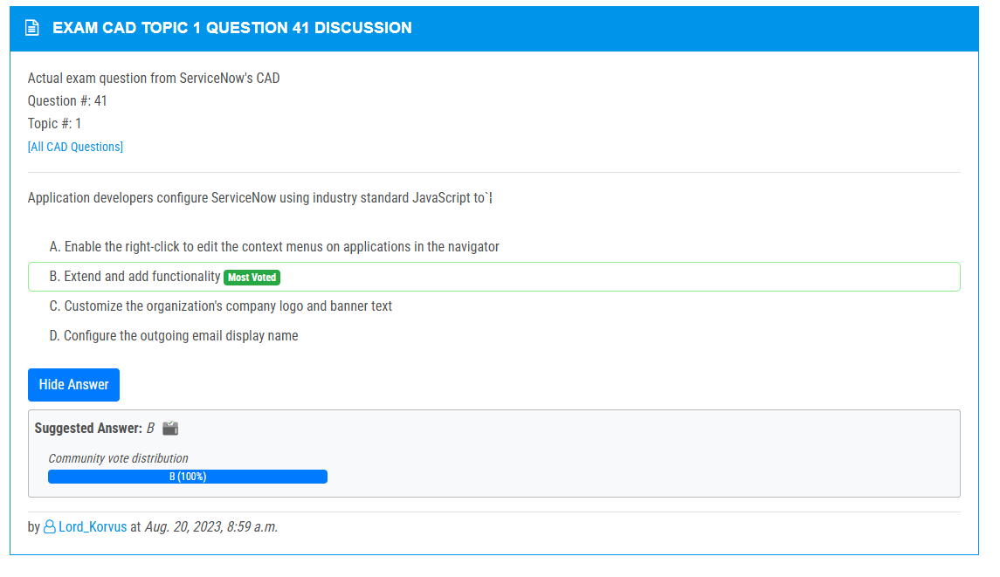 EXAM CAD TOPIC 1 QUESTION 41 DISCUSSION
Actual exam question from ServiceNow's CAD
Question #: 41
Topic #: 1
[All CAD Questions]
Application developers configure ServiceNow using industry standard JavaScript to`¦
A. Enable the right-click to edit the context menus on applications in the navigator
B. Extend and add functionality Most Voted
C. Customize the organization's company logo and banner text
D. Configure the outgoing email display name
Hide Answer
Suggested Answer: B
Community vote distribution
B (100%)
by Lord_Korvus at Aug. 20, 2023, 8:59 a.m.